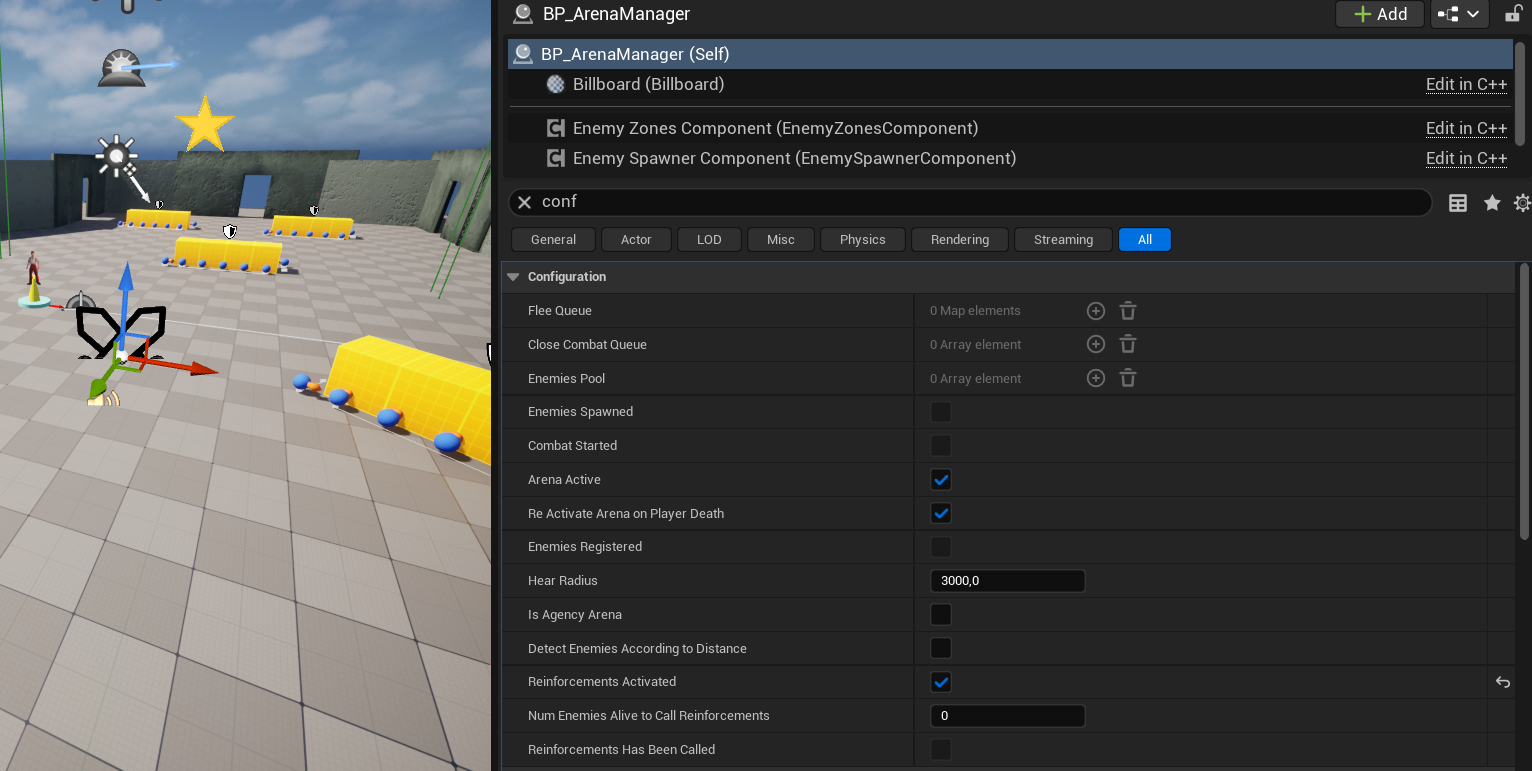 BP_ArenaManager
Add
BP_ArenaManager (Self)
Billboard (Billboard)
Edit in C++
Enemy Zones Component (EnemyZonesComponent)
Edit in C++
Enemy Spawner Component (EnemySpawnerComponent)
Edit in C++
conf
General Actor LOD Misc Physics Rendering Streaming All
Configuration
Flee Queue
0 Map elements
Close Combat Queue
0 Array element
Enemies Pool
0 Array element
Enemies Spawned
Combat Started
Arena Active
Re Activate Arena on Player Death
Enemies Registered
Hear Radius
3000,0
Is Agency Arena
Detect Enemies According to Distance
Reinforcements Activated
Num Enemies Alive to Call Reinforcements
0
Reinforcements Has Been Called